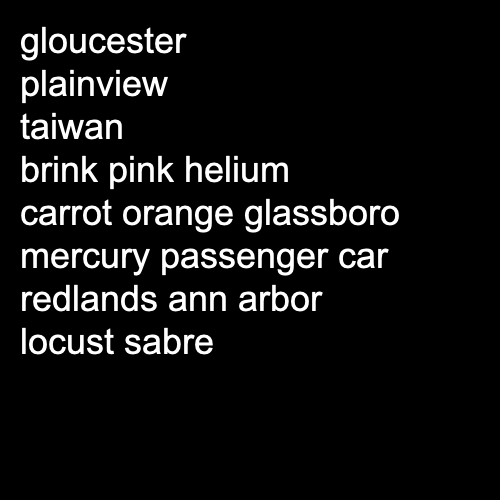 gloucester
plainview
taiwan
brink pink helium
carrot orange glassboro
mercury passenger car
redlands ann arbor
locust sabre